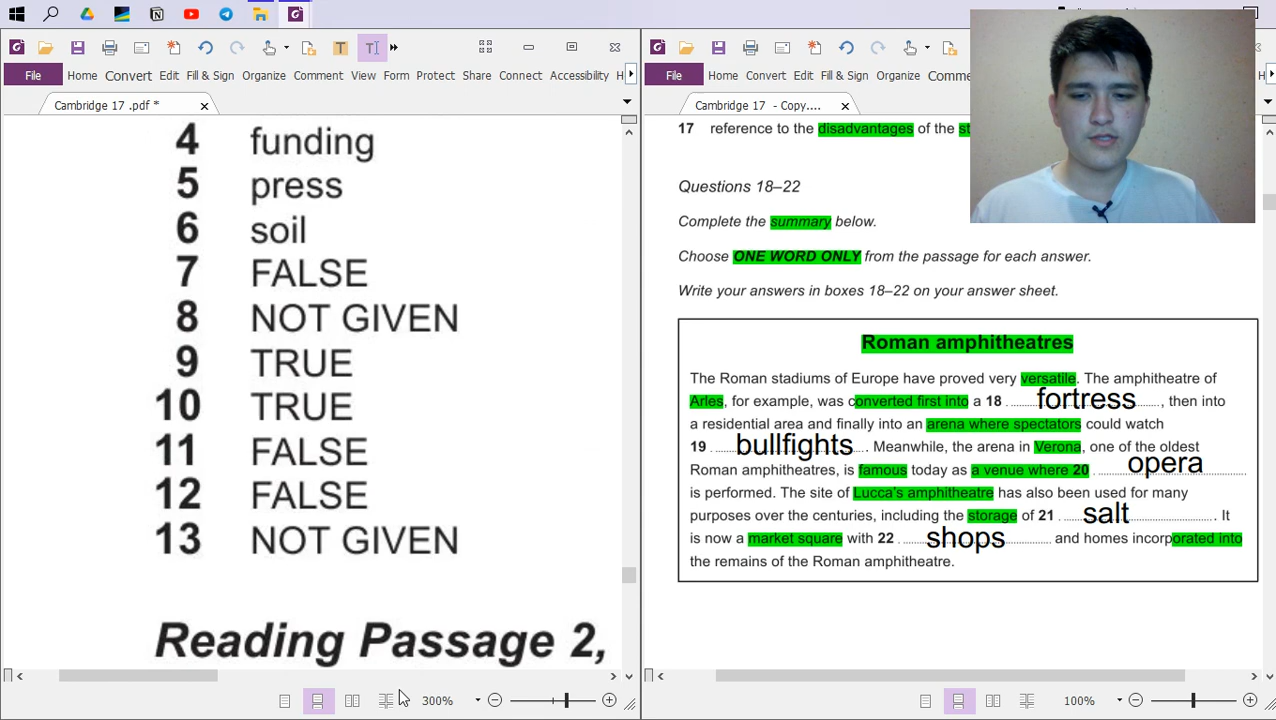 File Home Convert Edit Fill & Sign Organize Comment View Form Protect Share Connect Accessibility H
File Home Convert Edit Fill & Sign Organize Comme
Cambridge 17 .pdf *
Cambridge 17 - Copy....
4 funding
5 press
6 soil
7 FALSE
8 NOT GIVEN
9 TRUE
10 TRUE
11 FALSE
12 FALSE
13 NOT GIVEN
Reading Passage 2,
300%
17 reference to the disadvantages of the st
Questions 18–22
Complete the summary below.
Choose ONE WORD ONLY from the passage for each answer.
Write your answers in boxes 18–22 on your answer sheet.
Roman amphitheatres
The Roman stadiums of Europe have proved very versatile. The amphitheatre of
Arles, for example, was converted first into a 18 fortress, then into
a residential area and finally into an arena where spectators could watch
19 bullfights. Meanwhile, the arena in Verona, one of the oldest
Roman amphitheatres, is famous today as a venue where 20 opera
is performed. The site of Lucca's amphitheatre has also been used for many
purposes over the centuries, including the storage of 21 salt. It
is now a market square with 22 shops and homes incorporated into
the remains of the Roman amphitheatre.
100%